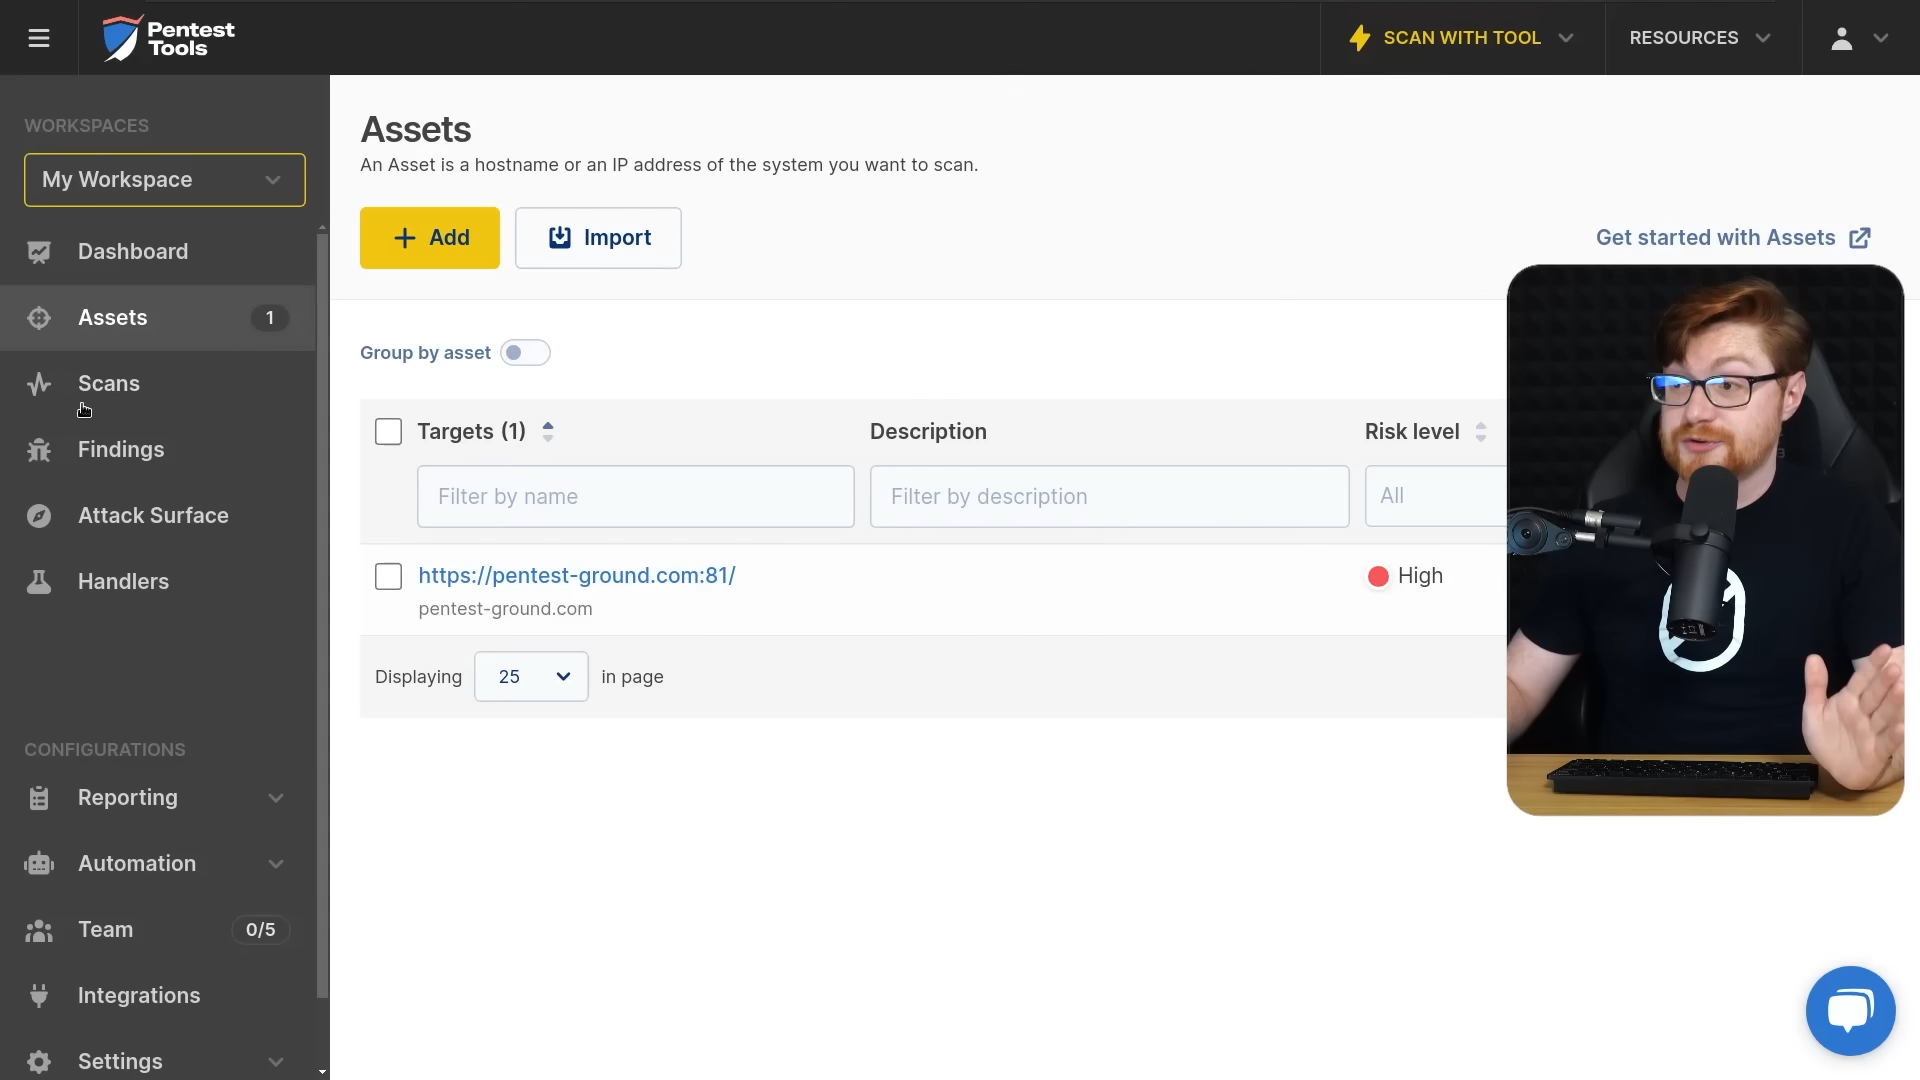 Pentest
Tools
SCAN WITH TOOL
RESOURCES
WORKSPACES
My Workspace
Dashboard
Assets 1
Scans
Findings
Attack Surface
Handlers
CONFIGURATIONS
Reporting
Automation
Team 0/5
Integrations
Settings
Assets
An Asset is a hostname or an IP address of the system you want to scan.
+ Add
Import
Get started with Assets
Group by asset
Targets (1) Description Risk level
Filter by name Filter by description All
https://pentest-ground.com:81/ High
pentest-ground.com
Displaying 25 in page